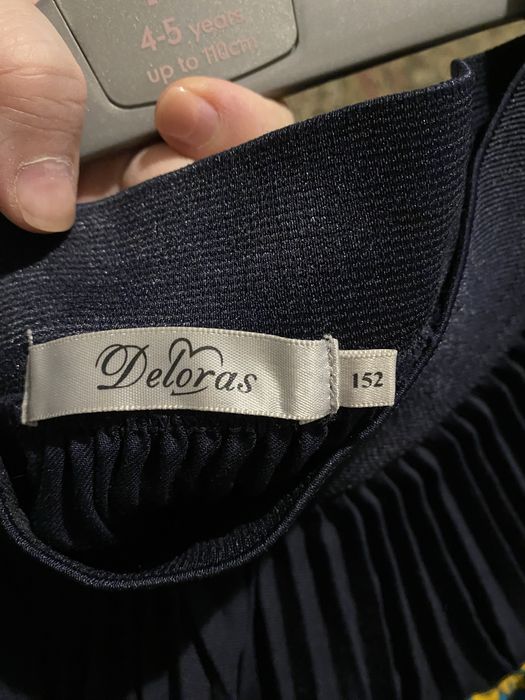 4-5 years
up to 110cm
Deloras
152